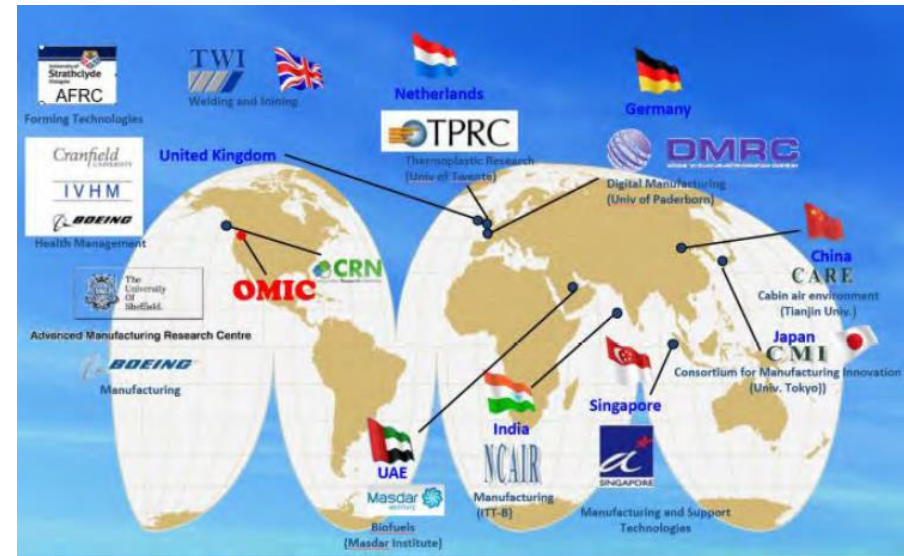 University of
Strathclyde
Glasgow
AFRC
Forming Technologies
TWI
Welding and Joining
Netherlands
TPRC
Thermoplastic Research
(Univ of Twente)
Germany
DMRC
Digital Manufacturing
(Univ of Paderborn)
Cranfield
UNIVERSITY
IVHM
BOEING
Health Management
United Kingdom
The
University
Of
Sheffield.
Advanced Manufacturing Research Centre
BOEING
Manufacturing
OMIC
CRN
China
CARE
Cabin air environment
(Tianjin Univ.)
Japan
CMI
Consortium for Manufacturing Innovation
(Univ. Tokyo))
UAE
Masdar
INSTITUTE
Biofuels
(Masdar Institute)
India
NCAIR
Manufacturing
(ITT-B)
Singapore
a
SINGAPORE
Manufacturing and Support
Technologies